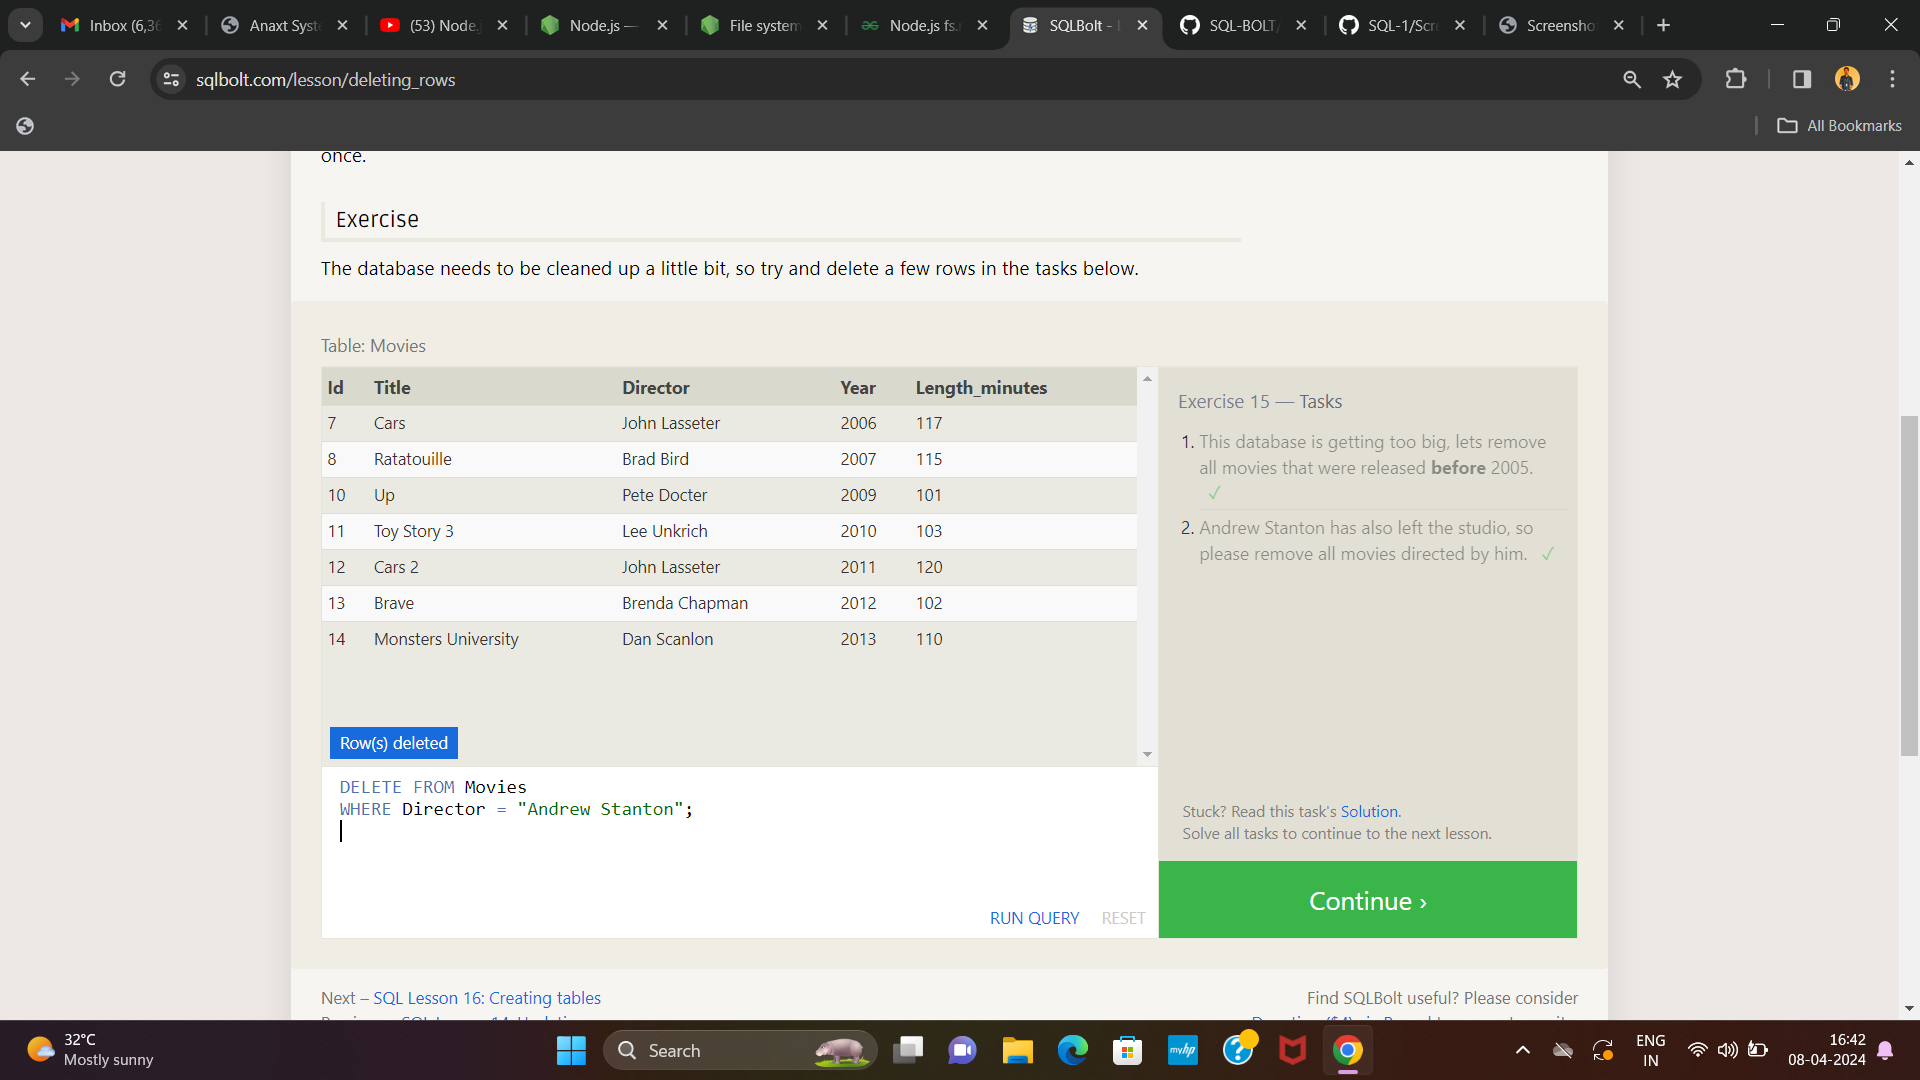 Inbox (6,36
Anaxt Syst
(53) Node.j
Node.js —
File system
Node.js fs.
SQLBolt -
SQL-BOLT/
SQL-1/Scr
Screensho
sqlbolt.com/lesson/deleting_rows
All Bookmarks
once.
Exercise
The database needs to be cleaned up a little bit, so try and delete a few rows in the tasks below.
Table: Movies
Id Title Director Year Length_minutes
7 Cars John Lasseter 2006 117
8 Ratatouille Brad Bird 2007 115
10 Up Pete Docter 2009 101
11 Toy Story 3 Lee Unkrich 2010 103
12 Cars 2 John Lasseter 2011 120
13 Brave Brenda Chapman 2012 102
14 Monsters University Dan Scanlon 2013 110
Row(s) deleted
DELETE FROM Movies
WHERE Director = "Andrew Stanton";
RUN QUERY RESET
Exercise 15 — Tasks
1. This database is getting too big, lets remove
all movies that were released before 2005.
✓
2. Andrew Stanton has also left the studio, so
please remove all movies directed by him. ✓
Stuck? Read this task's Solution.
Solve all tasks to continue to the next lesson.
Continue ›
Next – SQL Lesson 16: Creating tables
Find SQLBolt useful? Please consider
32°C
Mostly sunny
Search
myhp
ENG
IN
16:42
08-04-2024